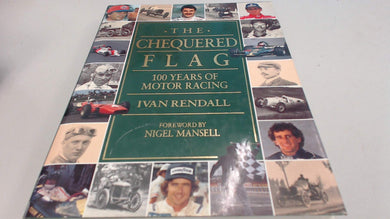 · THE ·
CHEQUERED
FLAG
100 YEARS OF
MOTOR RACING
IVAN RENDALL
FOREWORD BY
NIGEL MANSELL